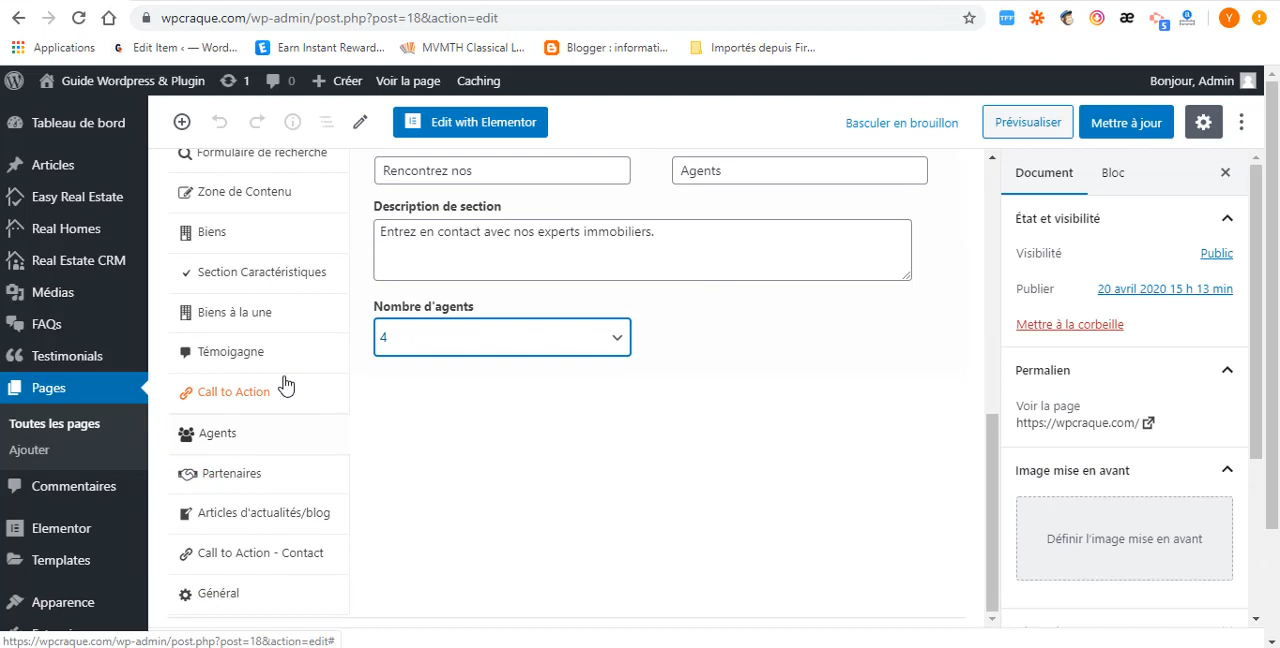 wpcraque.com/wp-admin/post.php?post=18&action=edit
Applications
Edit Item ‹ — Word...
Earn Instant Reward...
MVMTH Classical L...
Blogger : informati...
Importés depuis Fir...
Guide Wordpress & Plugin
1
0
Créer
Voir la page
Caching
Bonjour, Admin
Tableau de bord
Articles
Easy Real Estate
Real Homes
Real Estate CRM
Médias
FAQs
Testimonials
Pages
Toutes les pages
Ajouter
Commentaires
Elementor
Templates
Apparence
Edit with Elementor
Basculer en brouillon
Prévisualiser
Mettre à jour
Formulaire de recherche
Zone de Contenu
Biens
Section Caractéristiques
Biens à la une
Témoigagne
Call to Action
Agents
Partenaires
Articles d'actualités/blog
Call to Action - Contact
Général
Rencontrez nos
Agents
Description de section
Entrez en contact avec nos experts immobiliers.
Nombre d'agents
4
Document
Bloc
État et visibilité
Visibilité
Public
Publier
20 avril 2020 15 h 13 min
Mettre à la corbeille
Permalien
Voir la page
https://wpcraque.com/
Image mise en avant
Définir l'image mise en avant
https://wpcraque.com/wp-admin/post.php?post=18&action=edit#